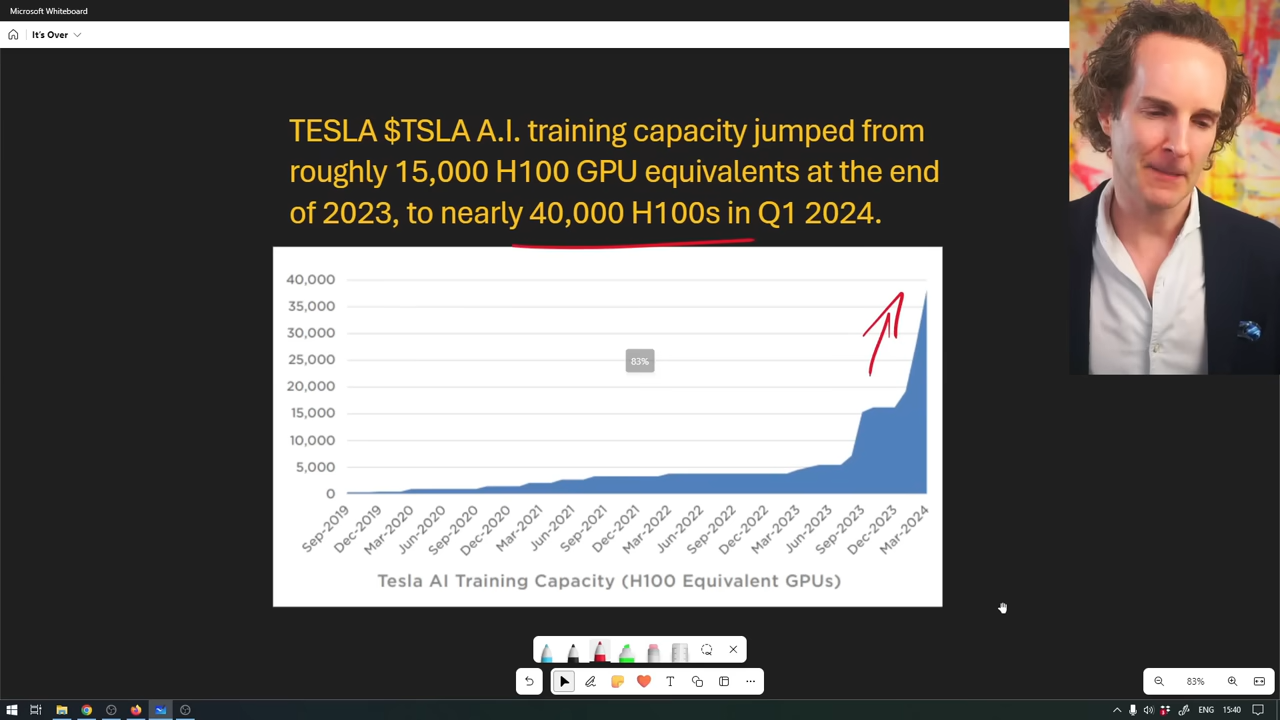 Microsoft Whiteboard
It's Over
TESLA $TSLA A.I. training capacity jumped from
roughly 15,000 H100 GPU equivalents at the end
of 2023, to nearly 40,000 H100s in Q1 2024.
40,000
35,000
30,000
25,000
20,000
15,000
10,000
5,000
0
83%
Sep-2019
Dec-2019
Mar-2020
Jun-2020
Sep-2020
Dec-2020
Mar-2021
Jun-2021
Sep-2021
Dec-2021
Mar-2022
Jun-2022
Sep-2022
Dec-2022
Mar-2023
Jun-2023
Sep-2023
Dec-2023
Mar-2024
Tesla AI Training Capacity (H100 Equivalent GPUs)
T
83%
ENG
15:40